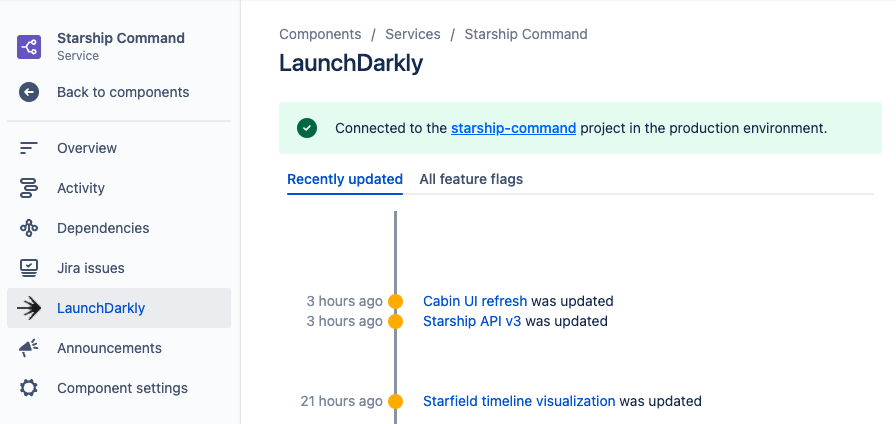 Starship Command
Service
Back to components
Overview
Activity
Dependencies
Jira issues
LaunchDarkly
Announcements
Component settings
Components / Services / Starship Command
LaunchDarkly
Connected to the starship-command project in the production environment.
Recently updated All feature flags
3 hours ago Cabin UI refresh was updated
3 hours ago Starship API v3 was updated
21 hours ago Starfield timeline visualization was updated